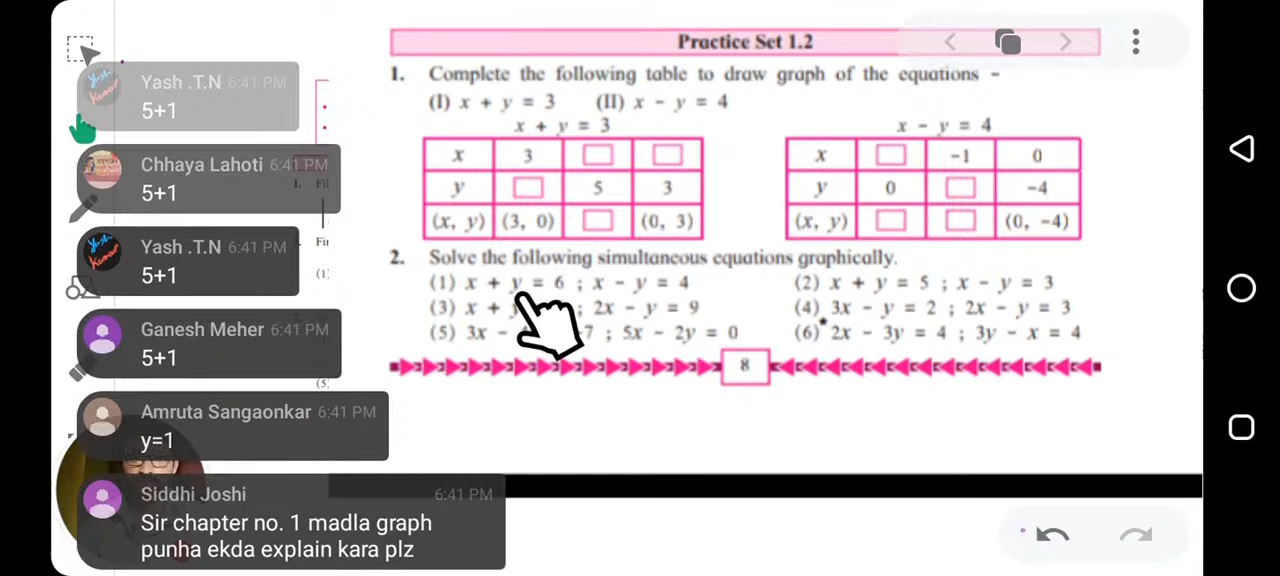 Yash .T.N 6:41 PM
5+1
Chhaya Lahoti 6:41 PM
5+1
Yash .T.N 6:41 PM
5+1
Ganesh Meher 6:41 PM
5+1
Amruta Sangaonkar 6:41 PM
y=1
Siddhi Joshi 6:41 PM
Sir chapter no. 1 madla graph
punha ekda explain kara plz
1. Fil
Fin
(1)
(5)
Practice Set 1.2
1. Complete the following table to draw graph of the equations -
(I) x + y = 3 (II) x - y = 4
x + y = 3
x 3
y 5 3
(x, y) (3, 0) (0, 3)
x - y = 4
x -1 0
y 0 -4
(x, y) (0, -4)
2. Solve the following simultaneous equations graphically.
(1) x + y = 6 ; x - y = 4 (2) x + y = 5 ; x - y = 3
(3) x + y ; 2x - y = 9 (4) 3x - y = 2 ; 2x - y = 3
(5) 3x - 7 ; 5x - 2y = 0 (6)* 2x - 3y = 4 ; 3y - x = 4
8